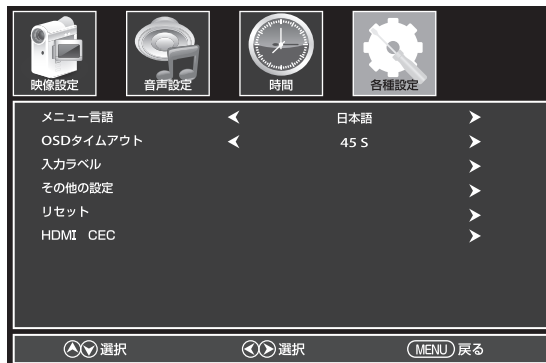 映像設定 音声設定 時間 各種設定
メニュー言語 日本語
OSDタイムアウト 45 S
入力ラベル
その他の設定
リセット
HDMI CEC
選択 選択 MENU 戻る